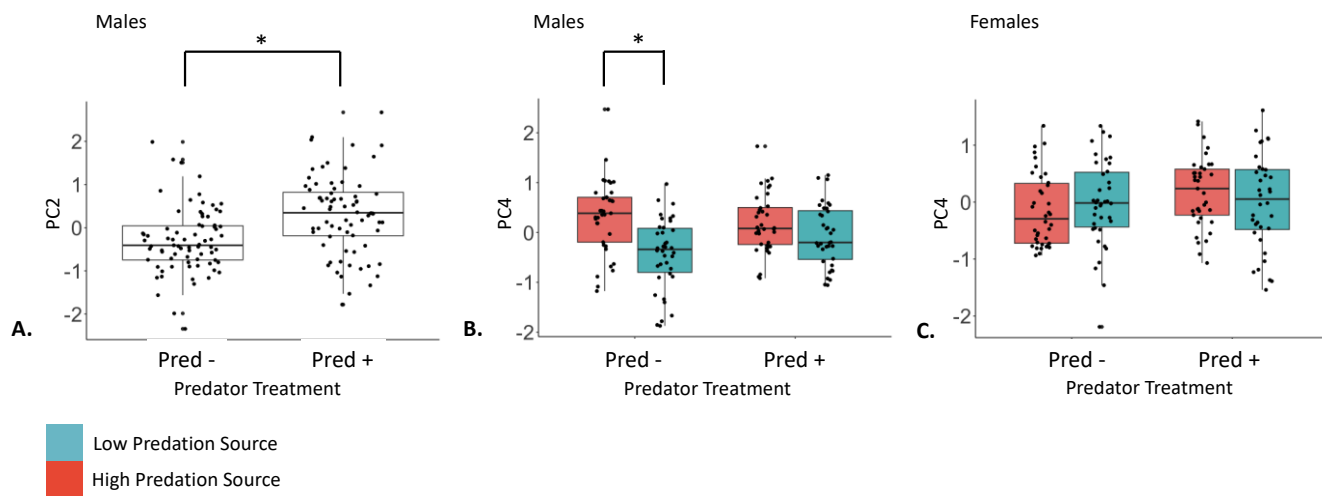 Males
Males
Females
*
*
PC2
2
1
0
-1
-2
A.
Pred -
Pred +
Predator Treatment
PC4
2
1
0
-1
-2
B.
Pred -
Pred +
Predator Treatment
PC4
1
0
-1
-2
C.
Pred -
Pred +
Predator Treatment
Low Predation Source
High Predation Source